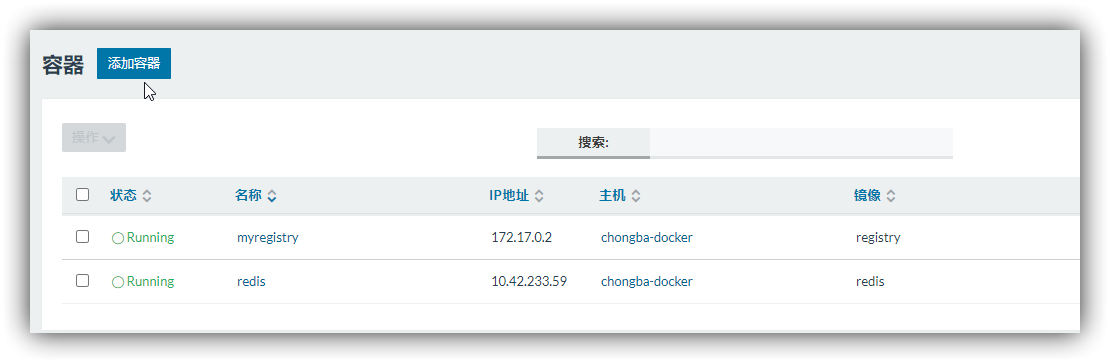 容器 添加容器
操作 搜索:
状态 名称 IP地址 主机 镜像
Running myregistry 172.17.0.2 chongba-docker registry
Running redis 10.42.233.59 chongba-docker redis